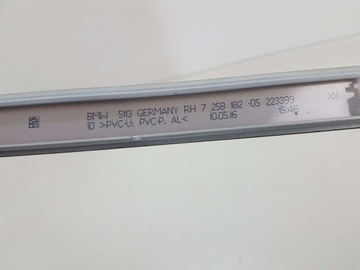 BMW 5113 GERMANY RH 7 258 182 -05 223399
10 >PVC-U, PVC-P, AL< 10.05.16 15:46